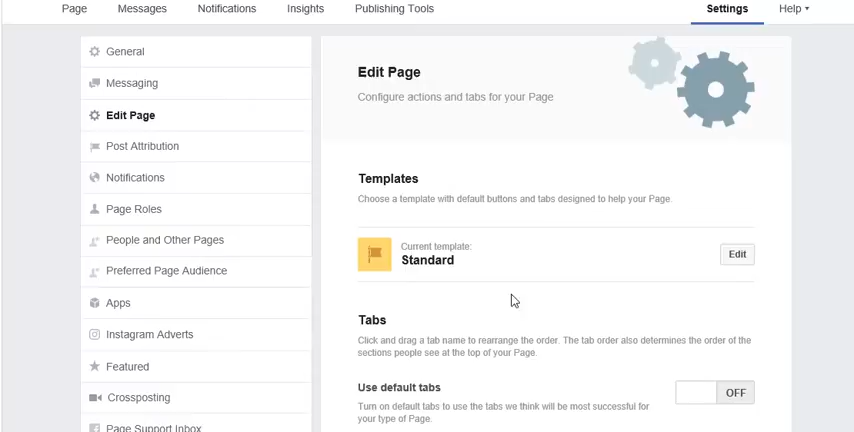 Page Messages Notifications Insights Publishing Tools Settings Help
General
Messaging
Edit Page
Post Attribution
Notifications
Page Roles
People and Other Pages
Preferred Page Audience
Apps
Instagram Adverts
Featured
Crossposting
Page Support Inbox
Edit Page
Configure actions and tabs for your Page
Templates
Choose a template with default buttons and tabs designed to help your Page.
Current template:
Standard
Edit
Tabs
Click and drag a tab name to rearrange the order. The tab order also determines the order of the
sections people see at the top of your Page.
Use default tabs
OFF
Turn on default tabs to use the tabs we think will be most successful for
your type of Page.